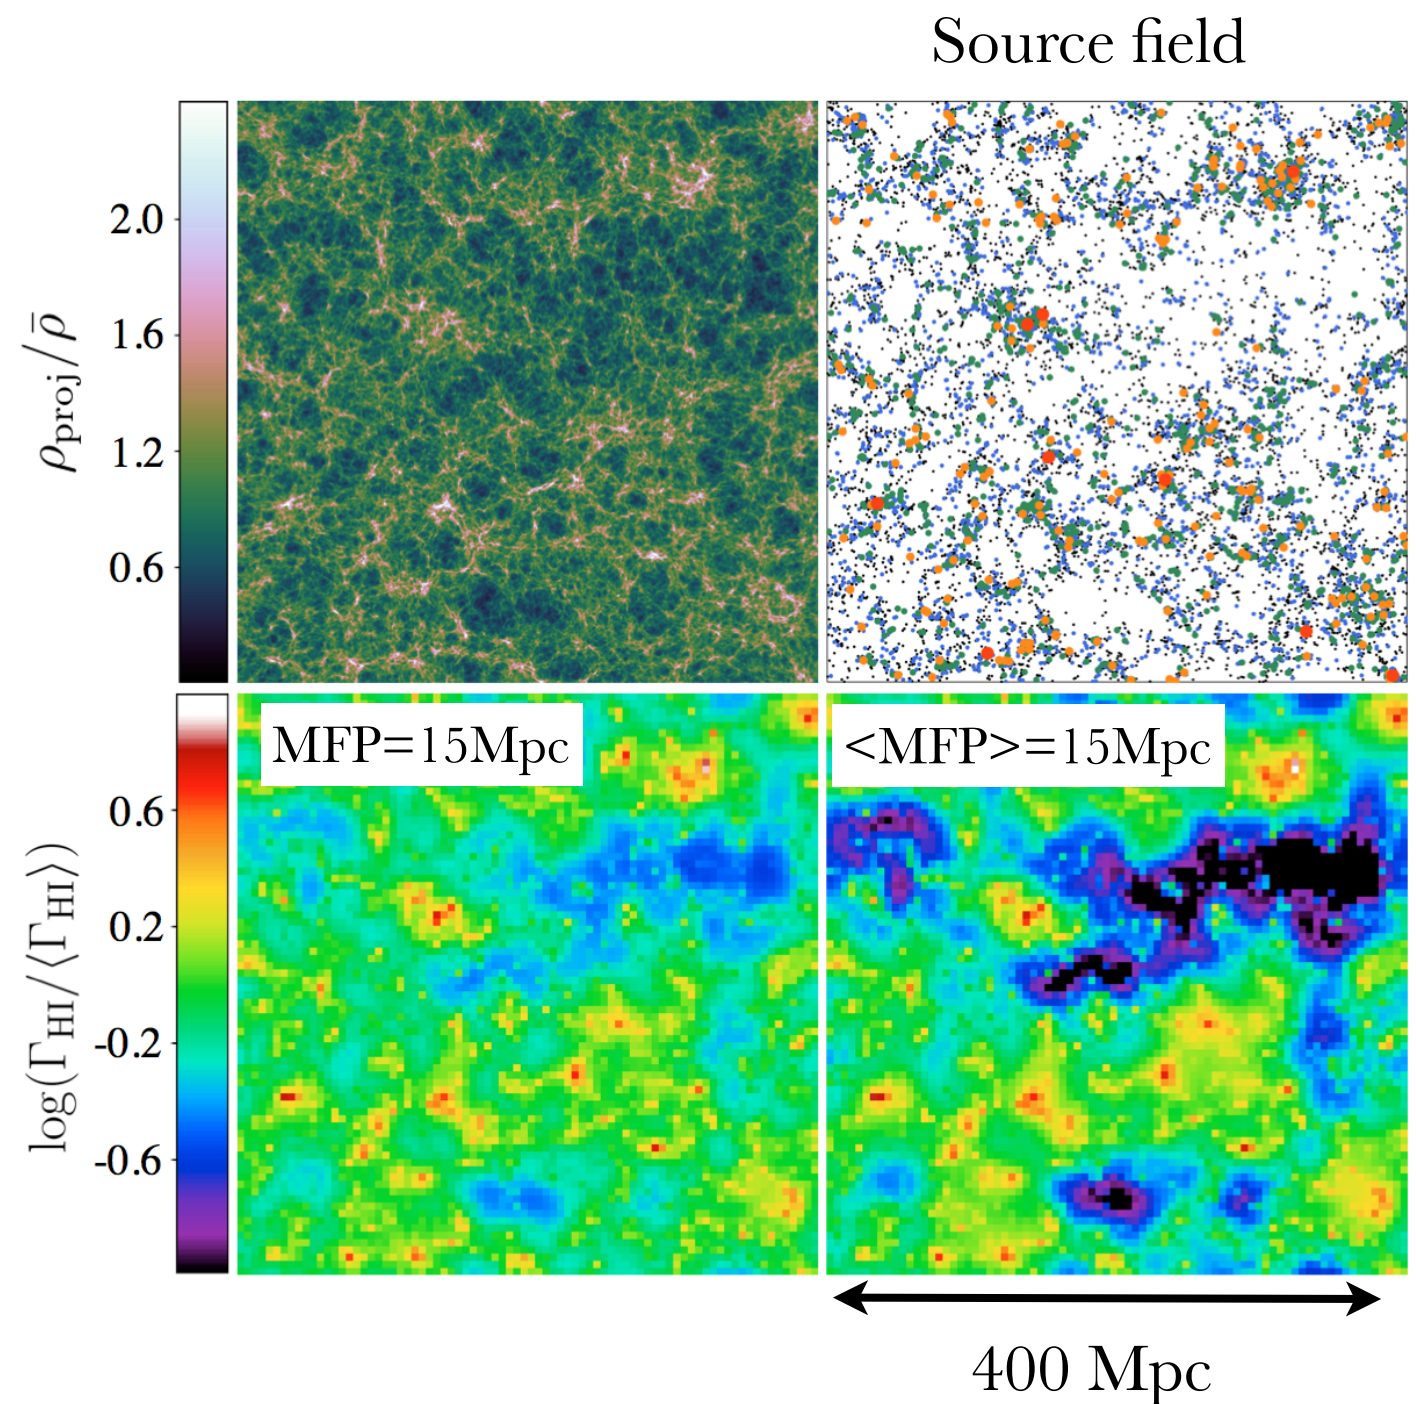 Source field
2.0
1.6
1.2
0.6
ρproj/ρ̄
MFP=15Mpc
<MFP>=15Mpc
0.6
0.2
-0.2
-0.6
log(ΓHI/⟨ΓHI⟩)
400 Mpc